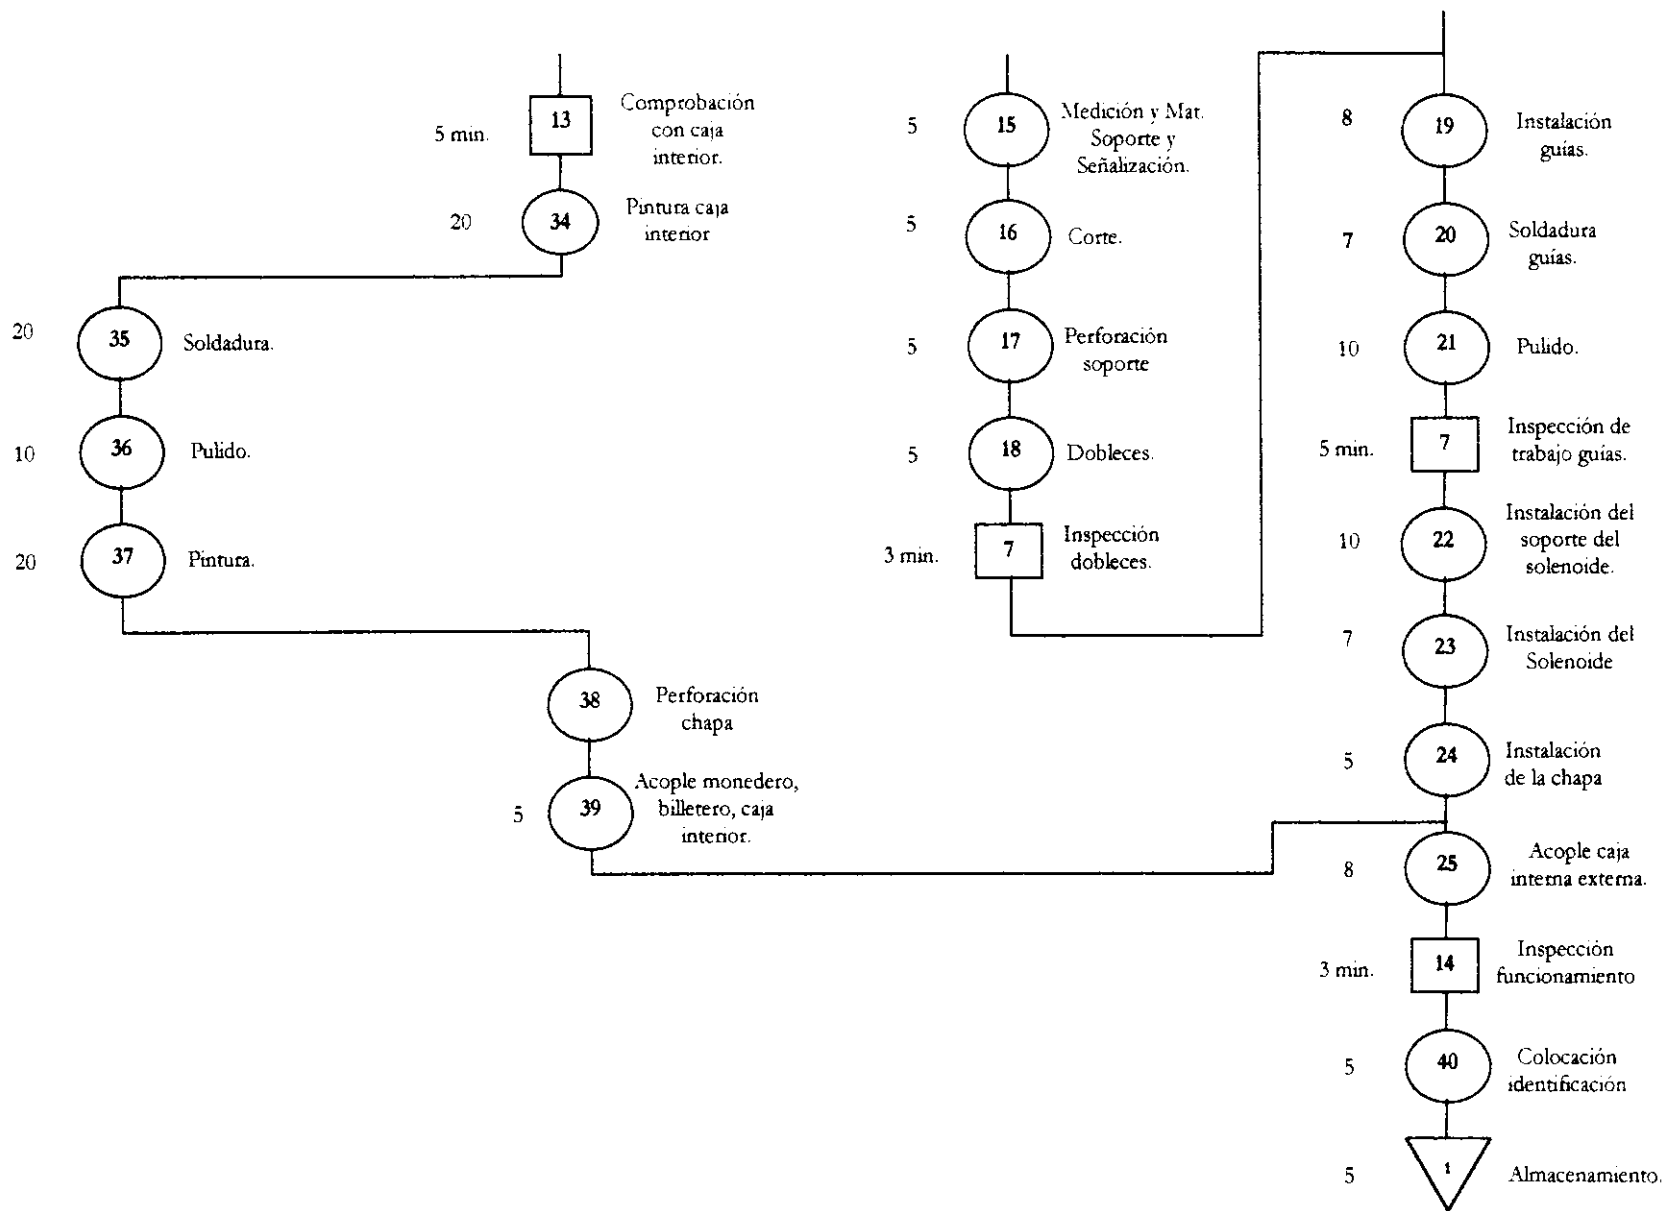 5 min.
13
Comprobación
con caja
interior.
20
34
Pintura caja
interior
20
35
Soldadura.
10
36
Pulido.
20
37
Pintura.
38
Perforación
chapa
5
39
Acople monedero,
billetero, caja
interior.
5
15
Medición y Mat.
Soporte y
Señalización.
5
16
Corte.
5
17
Perforación
soporte
5
18
Dobleces.
3 min.
7
Inspección
dobleces.
8
19
Instalación
guías.
7
20
Soldadura
guías.
10
21
Pulido.
5 min.
7
Inspección de
trabajo guías.
10
22
Instalación del
soporte del
solenoide.
7
23
Instalación del
Solenoide
5
24
Instalación
de la chapa
8
25
Acople caja
interna externa.
3 min.
14
Inspección
funcionamiento
5
40
Colocación
identificación
5
1
Almacenamiento.